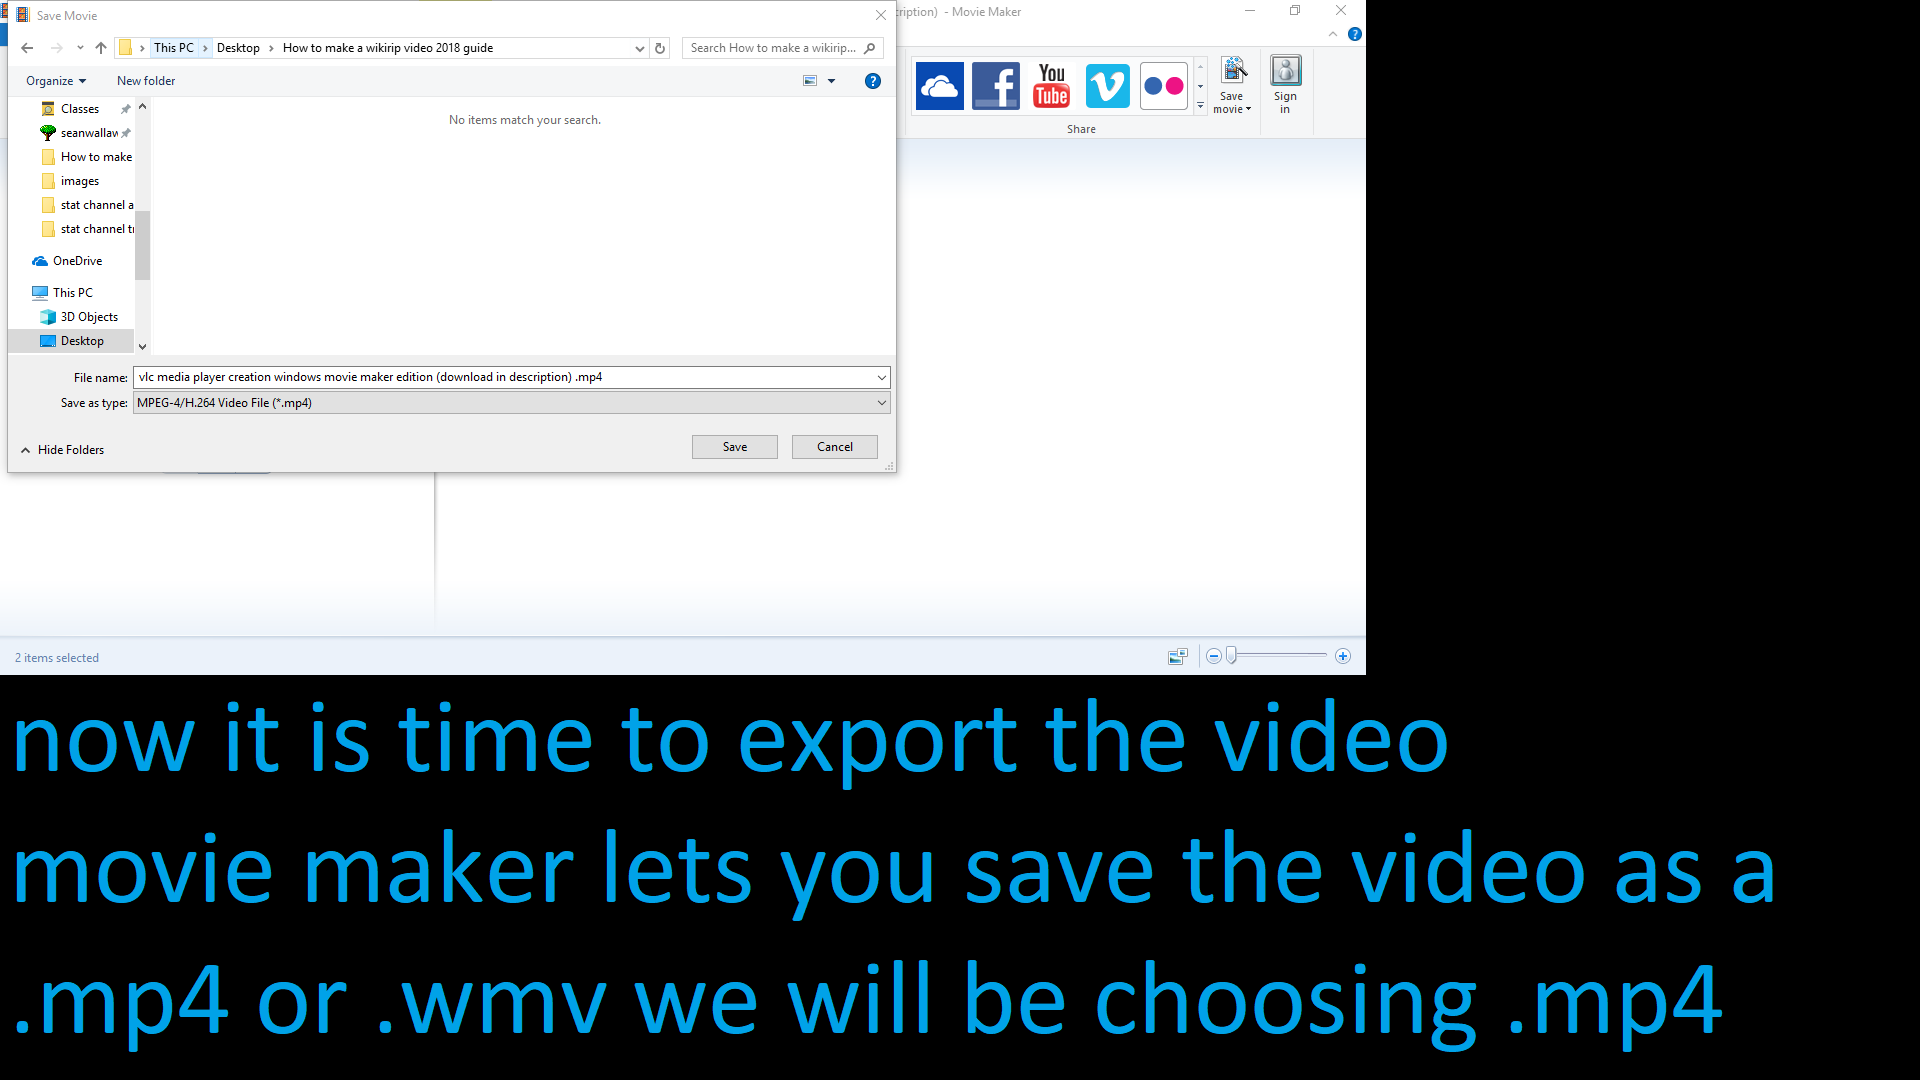 Save Movie
ription) - Movie Maker
This PC > Desktop > How to make a wikirip video 2018 guide
Search How to make a wikirip...
Organize
New folder
Classes
seanwallaw
How to make
images
stat channel a
stat channel tr
OneDrive
This PC
3D Objects
Desktop
No items match your search.
You
Tube
Save
movie
Sign
in
Share
File name: vlc media player creation windows movie maker edition (download in description) .mp4
Save as type: MPEG-4/H.264 Video File (*.mp4)
Hide Folders
Save
Cancel
2 items selected
now it is time to export the video
movie maker lets you save the video as a
.mp4 or .wmv we will be choosing .mp4